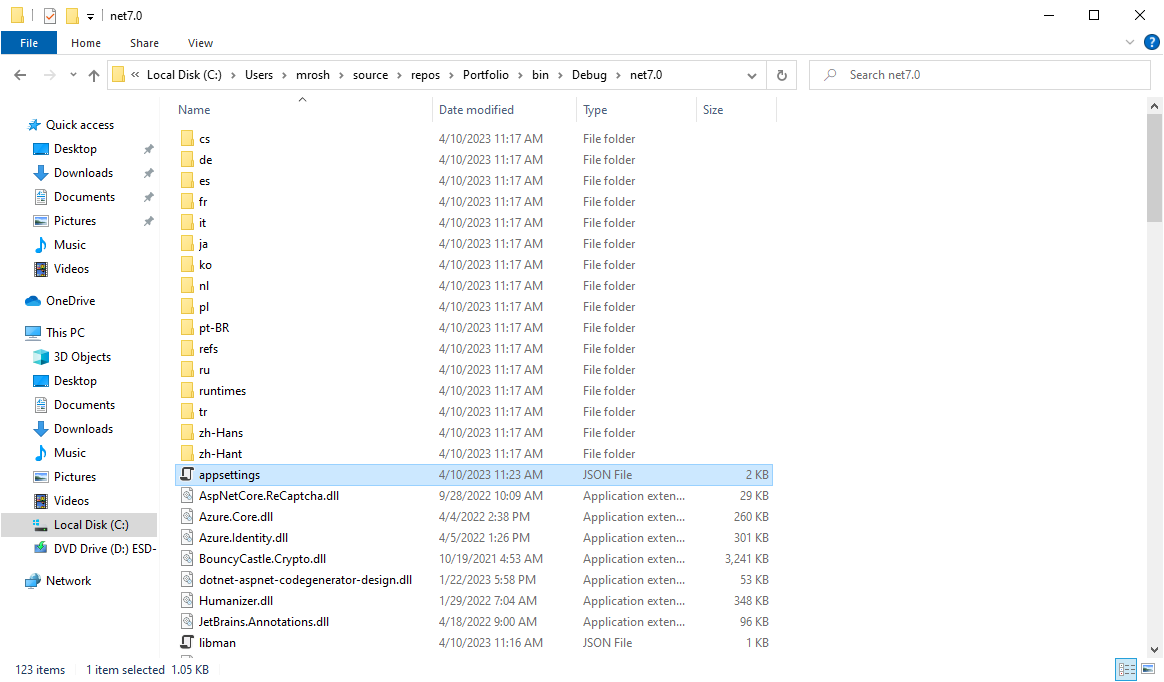 net7.0
File Home Share View
« Local Disk (C:) > Users > mrosh > source > repos > Portfolio > bin > Debug > net7.0 Search net7.0
Quick access
Desktop
Downloads
Documents
Pictures
Music
Videos
OneDrive
This PC
3D Objects
Desktop
Documents
Downloads
Music
Pictures
Videos
Local Disk (C:)
DVD Drive (D:) ESD-
Network
Name Date modified Type Size
cs 4/10/2023 11:17 AM File folder
de 4/10/2023 11:17 AM File folder
es 4/10/2023 11:17 AM File folder
fr 4/10/2023 11:17 AM File folder
it 4/10/2023 11:17 AM File folder
ja 4/10/2023 11:17 AM File folder
ko 4/10/2023 11:17 AM File folder
nl 4/10/2023 11:17 AM File folder
pl 4/10/2023 11:17 AM File folder
pt-BR 4/10/2023 11:17 AM File folder
refs 4/10/2023 11:17 AM File folder
ru 4/10/2023 11:17 AM File folder
runtimes 4/10/2023 11:17 AM File folder
tr 4/10/2023 11:17 AM File folder
zh-Hans 4/10/2023 11:17 AM File folder
zh-Hant 4/10/2023 11:17 AM File folder
appsettings 4/10/2023 11:23 AM JSON File 2 KB
AspNetCore.ReCaptcha.dll 9/28/2022 10:09 AM Application exten... 29 KB
Azure.Core.dll 4/4/2022 2:38 PM Application exten... 260 KB
Azure.Identity.dll 4/5/2022 1:26 PM Application exten... 301 KB
BouncyCastle.Crypto.dll 10/19/2021 4:53 AM Application exten... 3,241 KB
dotnet-aspnet-codegenerator-design.dll 1/22/2023 5:58 PM Application exten... 53 KB
Humanizer.dll 1/29/2022 7:04 AM Application exten... 348 KB
JetBrains.Annotations.dll 4/18/2022 9:00 AM Application exten... 96 KB
libman 4/10/2023 11:16 AM JSON File 1 KB
123 items 1 item selected 1.05 KB